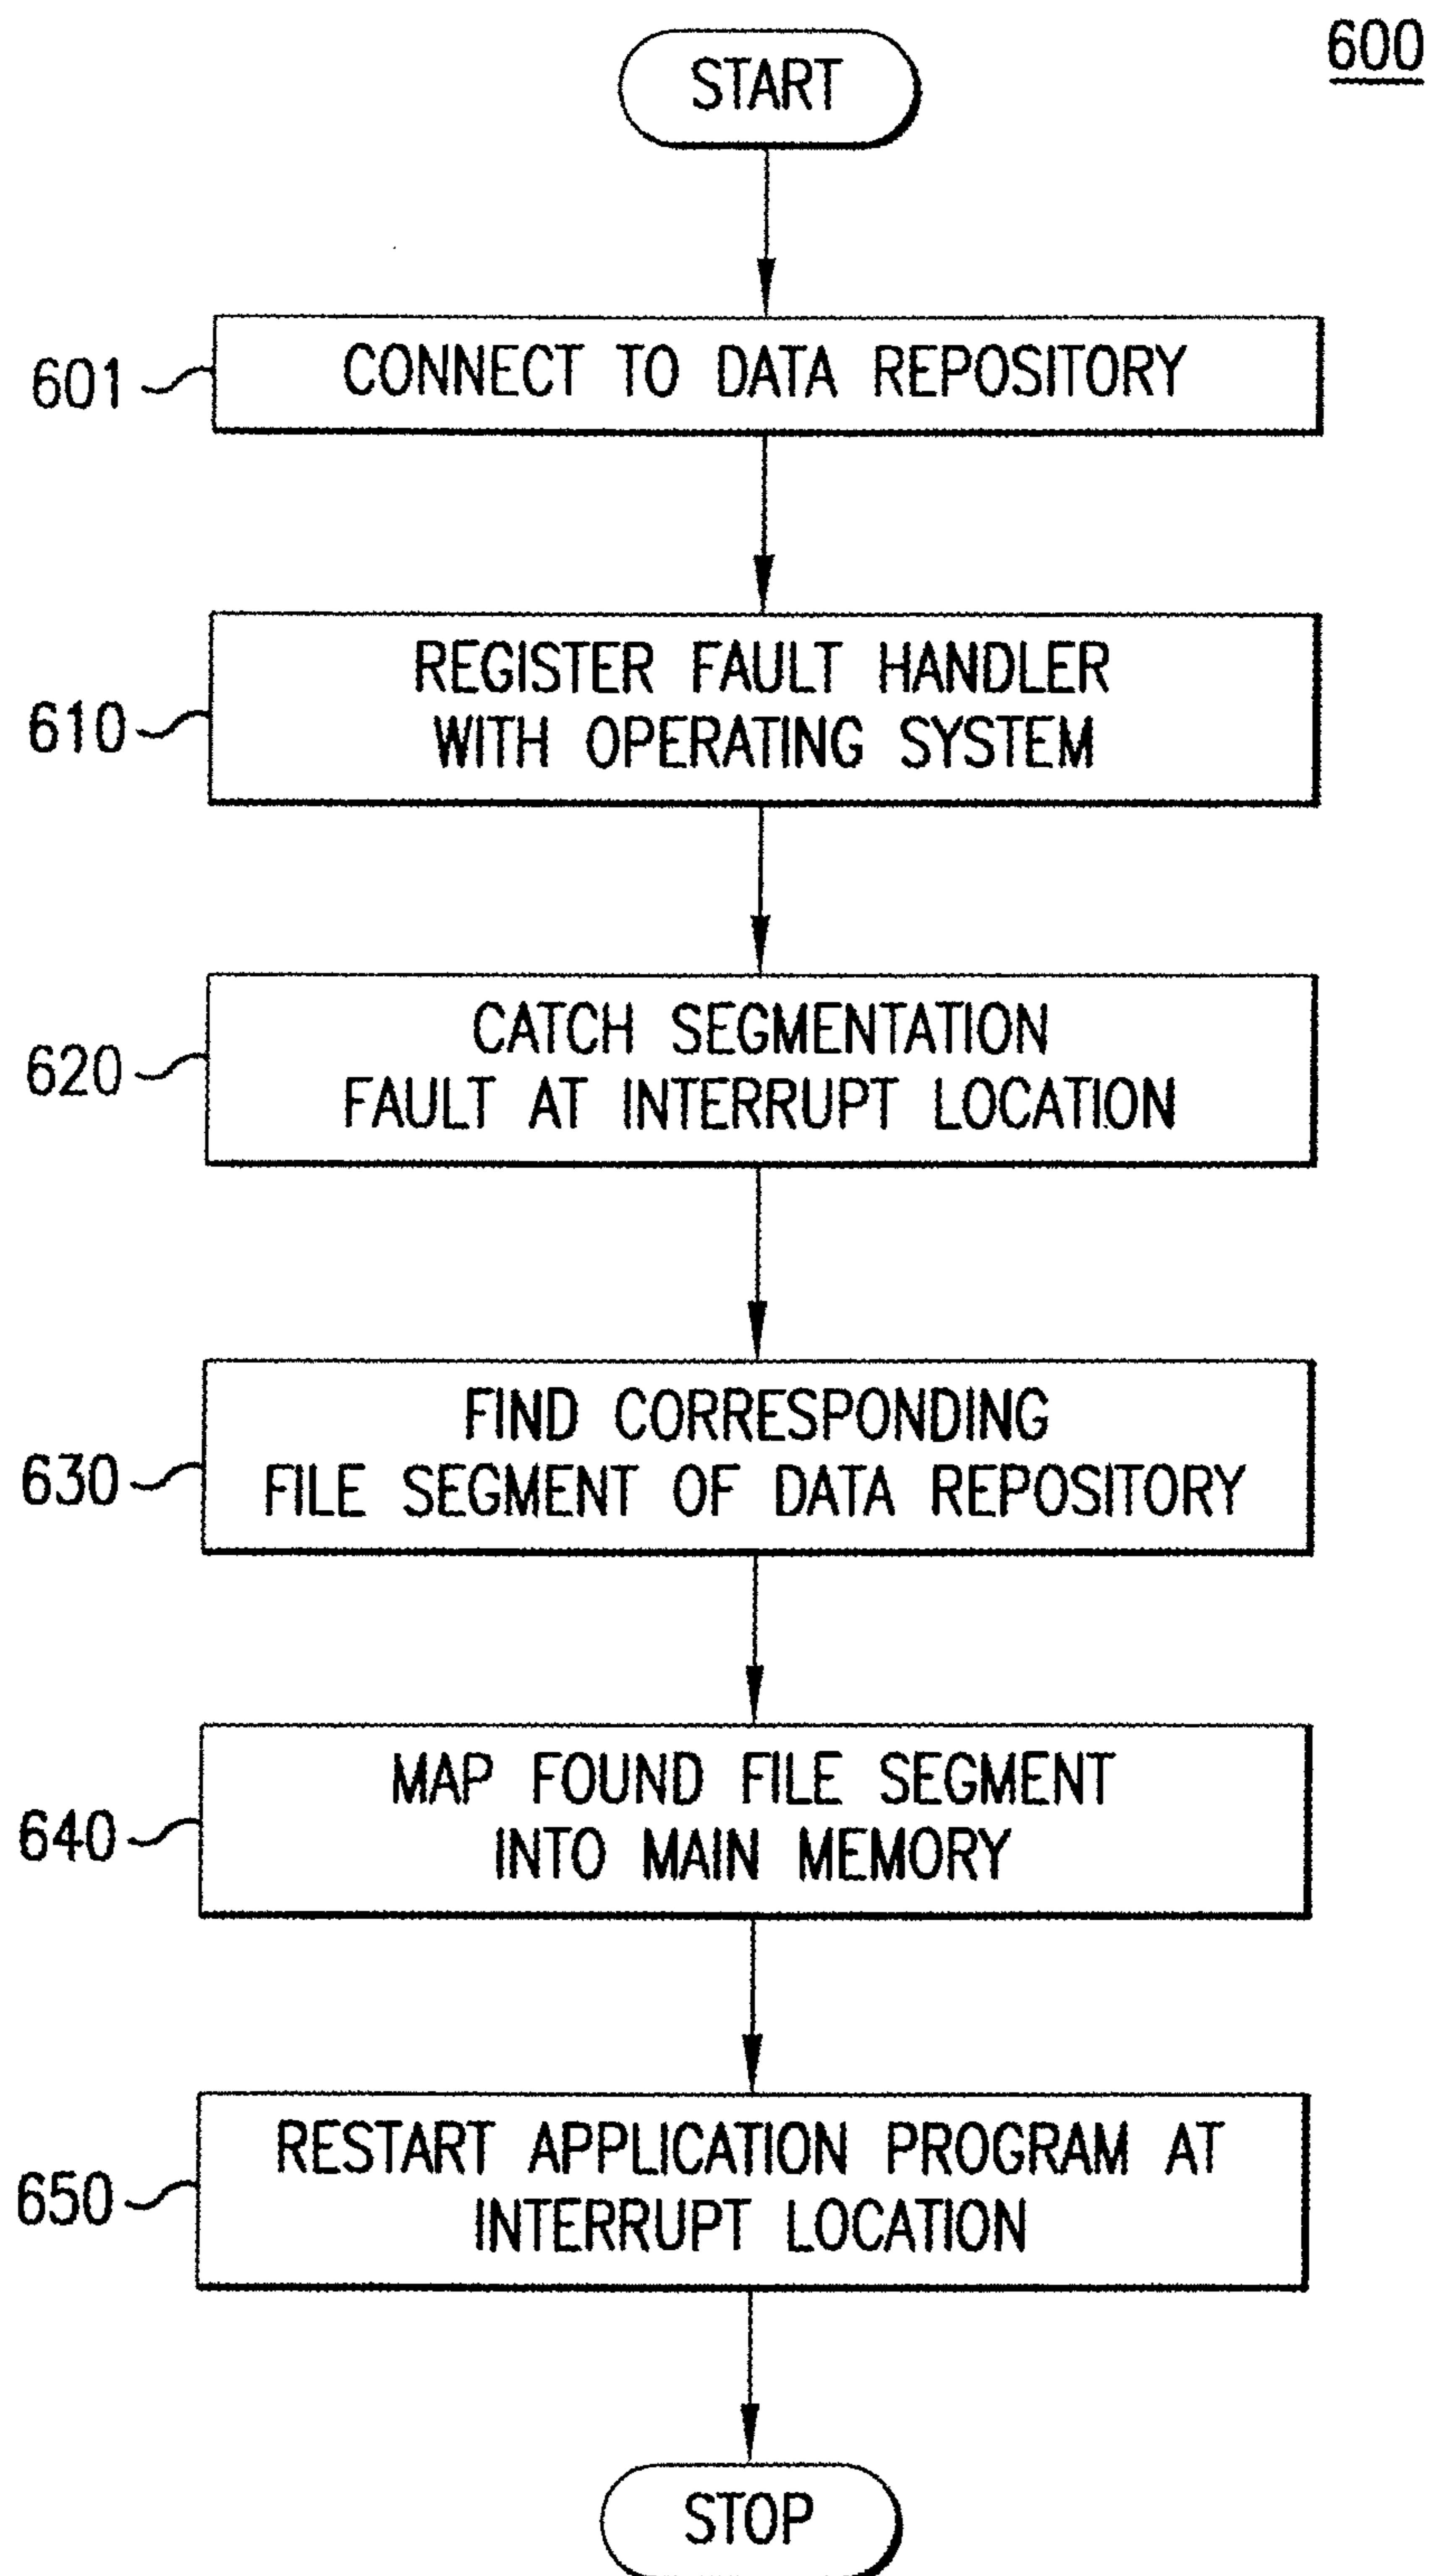 600
START
601
CONNECT TO DATA REPOSITORY
610
REGISTER FAULT HANDLER
WITH OPERATING SYSTEM
620
CATCH SEGMENTATION
FAULT AT INTERRUPT LOCATION
630
FIND CORRESPONDING
FILE SEGMENT OF DATA REPOSITORY
640
MAP FOUND FILE SEGMENT
INTO MAIN MEMORY
650
RESTART APPLICATION PROGRAM AT
INTERRUPT LOCATION
STOP